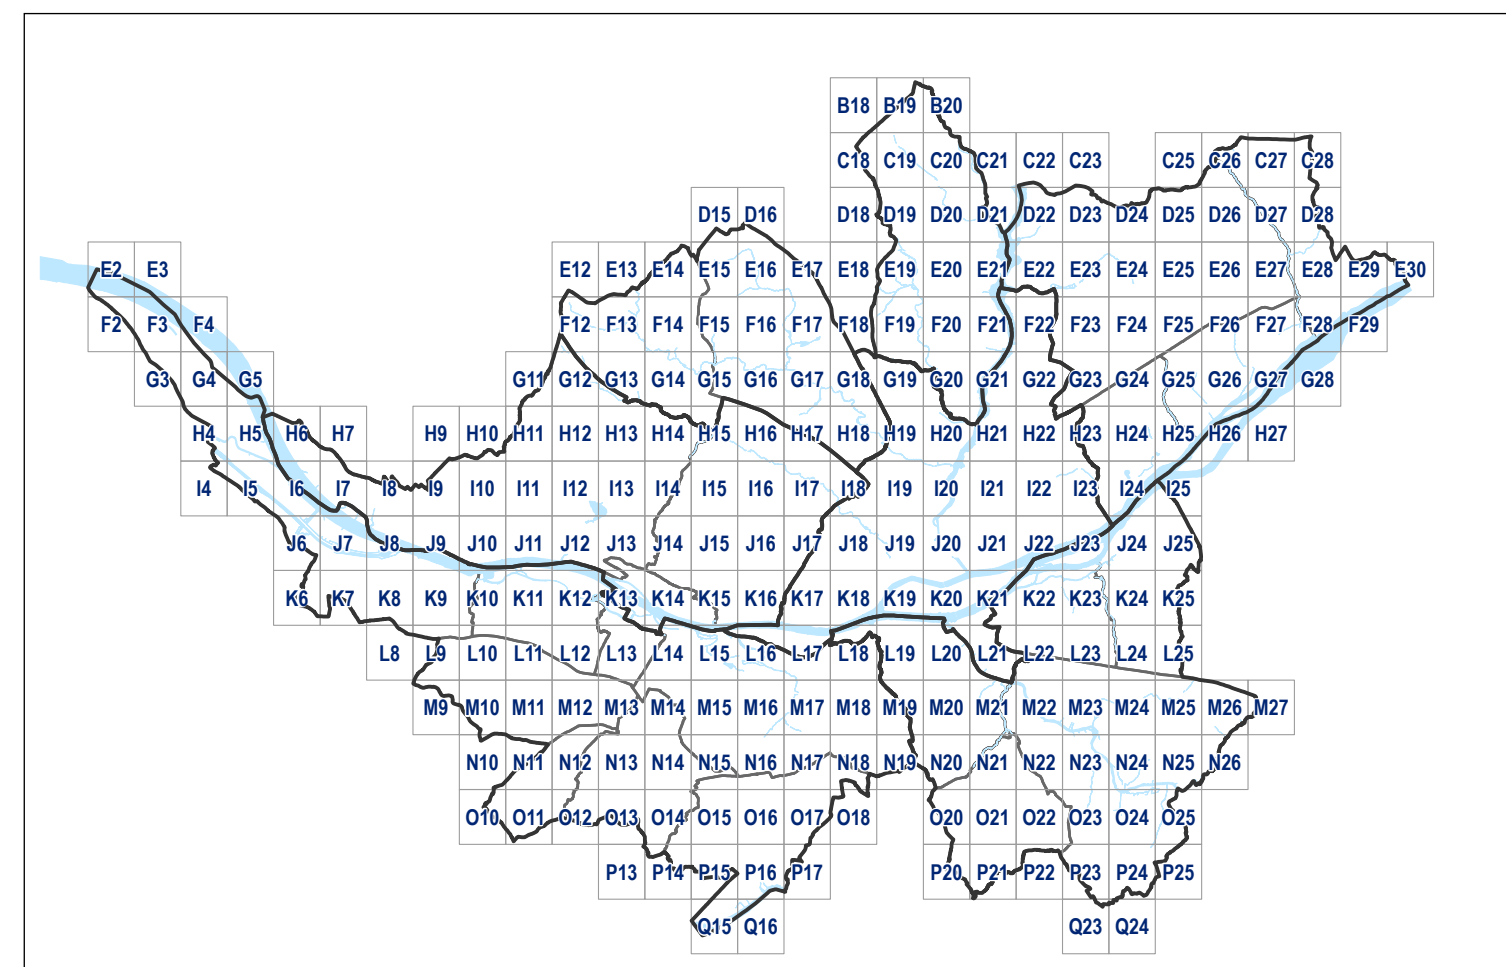 B18 B19 B20
C18 C19 C20 C21 C22 C23 C25 C26 C27 C28
D15 D16 D18 D19 D20 D21 D22 D23 D24 D25 D26 D27 D28
E2 E3 E12 E13 E14 E15 E16 E17 E18 E19 E20 E21 E22 E23 E24 E25 E26 E27 E28 E29 E30
F2 F3 F4 F12 F13 F14 F15 F16 F17 F18 F19 F20 F21 F22 F23 F24 F25 F26 F27 F28 F29
G3 G4 G5 G11 G12 G13 G14 G15 G16 G17 G18 G19 G20 G21 G22 G23 G24 G25 G26 G27 G28
H4 H5 H6 H7 H9 H10 H11 H12 H13 H14 H15 H16 H17 H18 H19 H20 H21 H22 H23 H24 H25 H26 H27
I4 I5 I6 I7 I8 I9 I10 I11 I12 I13 I14 I15 I16 I17 I18 I19 I20 I21 I22 I23 I24 I25
J6 J7 J8 J9 J10 J11 J12 J13 J14 J15 J16 J17 J18 J19 J20 J21 J22 J23 J24 J25
K6 K7 K8 K9 K10 K11 K12 K13 K14 K15 K16 K17 K18 K19 K20 K21 K22 K23 K24 K25
L8 L9 L10 L11 L12 L13 L14 L15 L16 L17 L18 L19 L20 L21 L22 L23 L24 L25
M9 M10 M11 M12 M13 M14 M15 M16 M17 M18 M19 M20 M21 M22 M23 M24 M25 M26 M27
N10 N11 N12 N13 N14 N15 N16 N17 N18 N19 N20 N21 N22 N23 N24 N25 N26
O10 O11 O12 O13 O14 O15 O16 O17 O18 O20 O21 O22 O23 O24 O25
P13 P14 P15 P16 P17 P20 P21 P22 P23 P24 P25
Q15 Q16 Q23 Q24